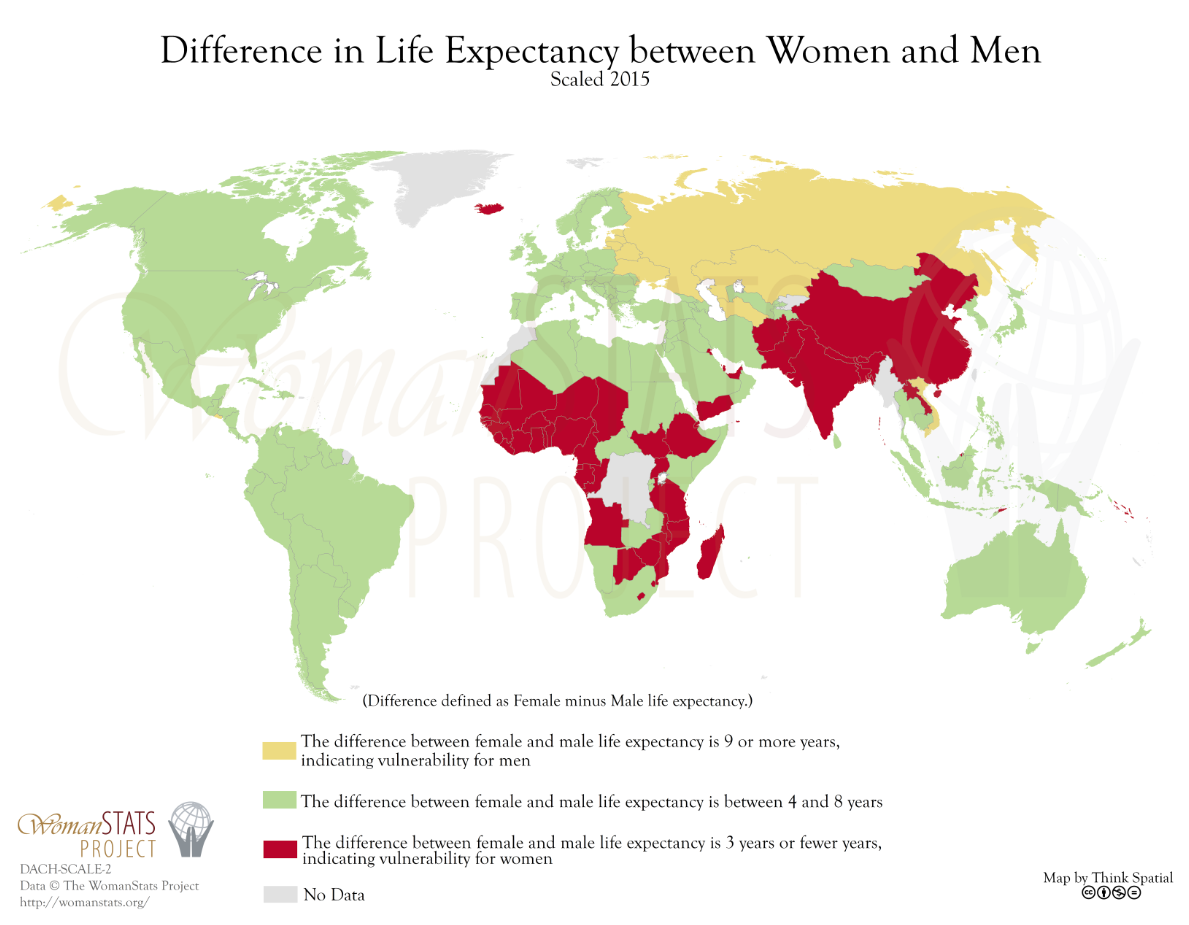 Difference in Life Expectancy between Women and Men
Scaled 2015
WomanSTATS
PROJECT
(Difference defined as Female minus Male life expectancy.)
The difference between female and male life expectancy is 9 or more years,
indicating vulnerability for men
The difference between female and male life expectancy is between 4 and 8 years
The difference between female and male life expectancy is 3 years or fewer years,
indicating vulnerability for women
No Data
WomanSTATS
PROJECT
DACH-SCALE-2
Data © The WomanStats Project
http://womanstats.org/
Map by Think Spatial
cc